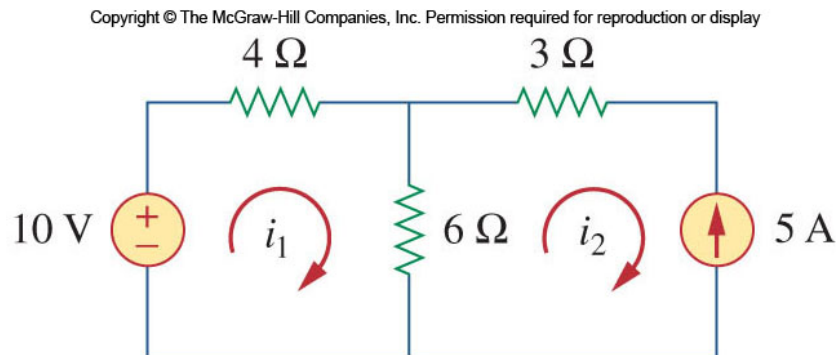 Copyright © The McGraw-Hill Companies, Inc. Permission required for reproduction or display
4 Ω 3 Ω
10 V + − i₁ 6 Ω i₂ 5 A